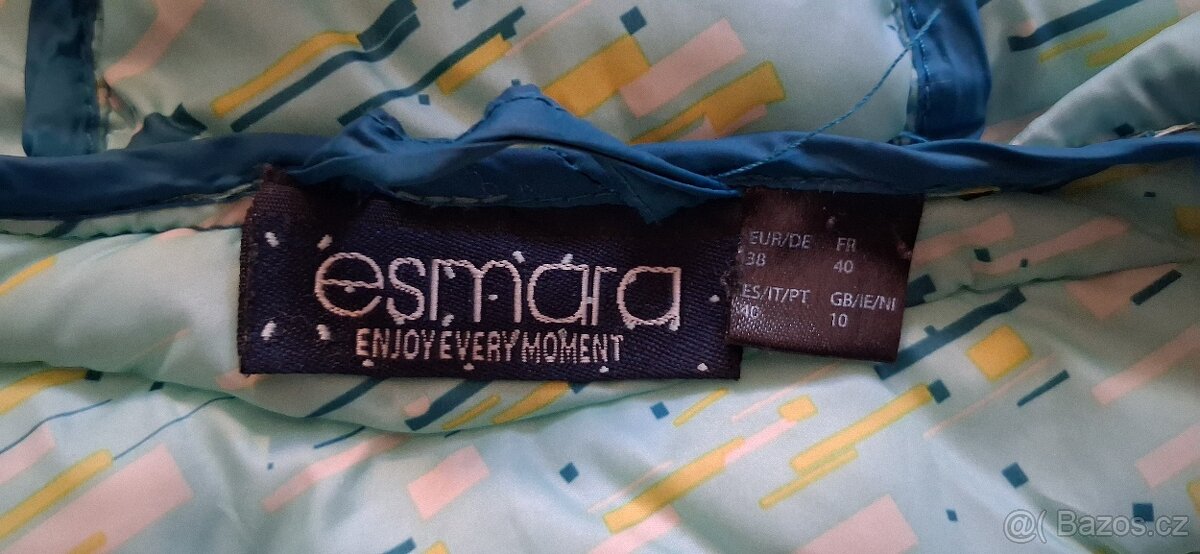 esmara
ENJOY EVERY MOMENT
EUR/DE FR
38 40
ES/IT/PT GB/IE/NI
40 10
@( Bazos.cz